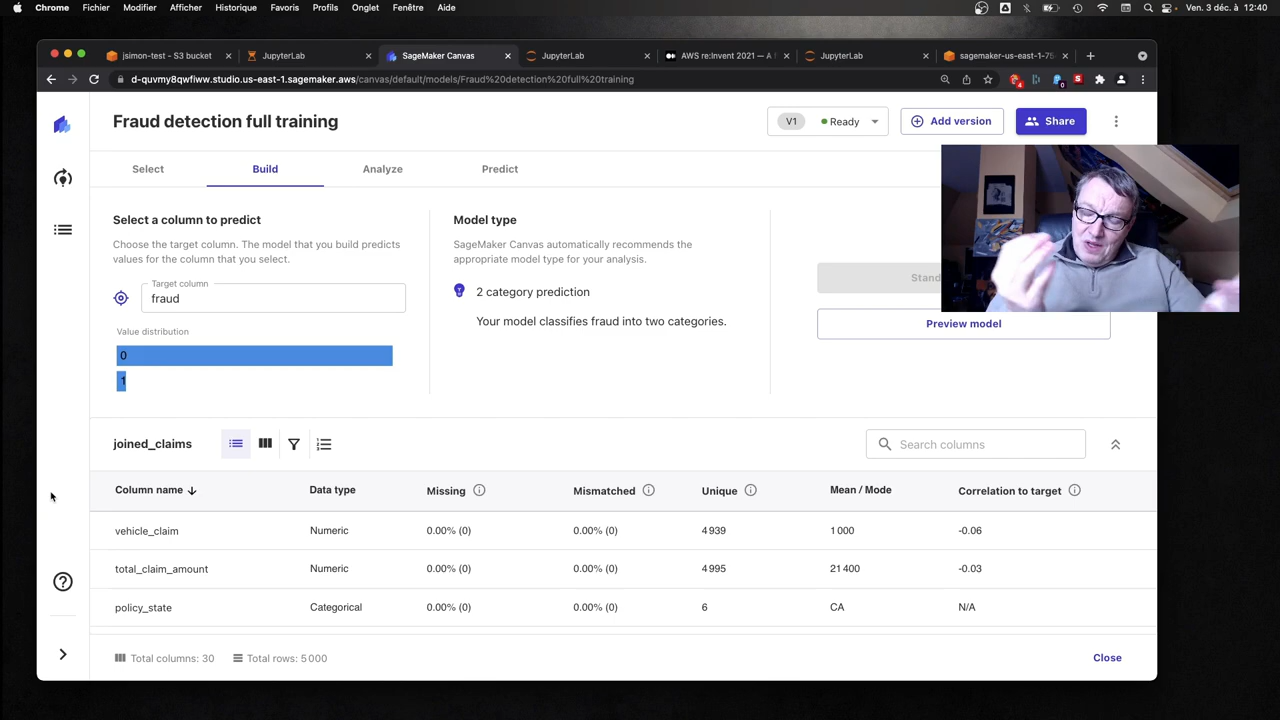 Chrome Fichier Modifier Afficher Historique Favoris Profils Onglet Fenêtre Aide Ven. 3 déc. à 12:40
jsimon-test - S3 bucket JupyterLab SageMaker Canvas JupyterLab AWS re:Invent 2021 — A JupyterLab sagemaker-us-east-1-75
d-quvmy8qwfiww.studio.us-east-1.sagemaker.aws/canvas/default/models/Fraud%20detection%20full%20training
Fraud detection full training V1 Ready Add version Share
Select Build Analyze Predict
Select a column to predict Model type
Choose the target column. The model that you build predicts SageMaker Canvas automatically recommends the
values for the column that you select. appropriate model type for your analysis.
Target column
fraud 2 category prediction Stand
Your model classifies fraud into two categories. Preview model
Value distribution
0
1
joined_claims Search columns
Column name Data type Missing Mismatched Unique Mean / Mode Correlation to target
vehicle_claim Numeric 0.00% (0) 0.00% (0) 4 939 1 000 -0.06
total_claim_amount Numeric 0.00% (0) 0.00% (0) 4 995 21 400 -0.03
policy_state Categorical 0.00% (0) 0.00% (0) 6 CA N/A
Total columns: 30 Total rows: 5 000 Close